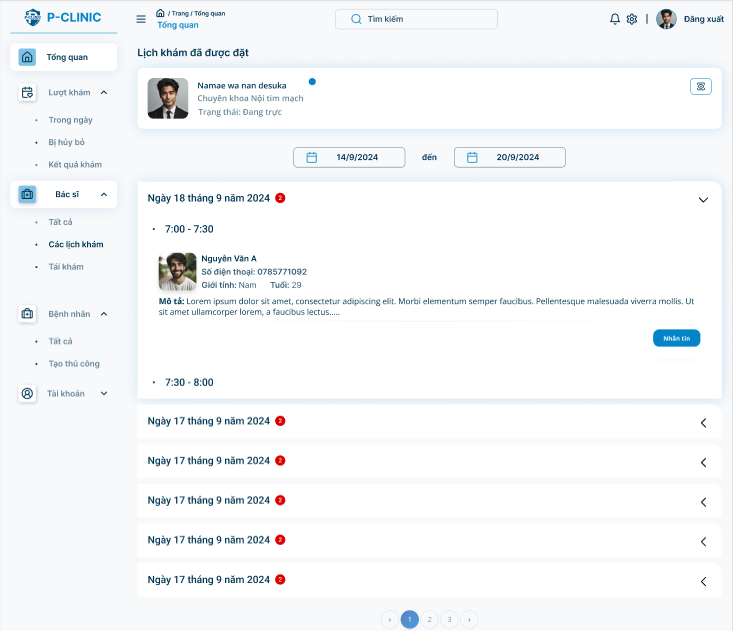 P-CLINIC
/ Trang / Tổng quan
Tổng quan
Tìm kiếm
Đăng xuất
Tổng quan
Lượt khám
Trong ngày
Bị hủy bỏ
Kết quả khám
Bác sĩ
Tất cả
Các lịch khám
Tái khám
Bệnh nhân
Tất cả
Tạo thủ công
Tài khoản
Lịch khám đã được đặt
Namae wa nan desuka
Chuyên khoa Nội tim mạch
Trạng thái: Đang trực
14/9/2024 đến 20/9/2024
Ngày 18 tháng 9 năm 2024 2
7:00 - 7:30
Nguyễn Văn A
Số điện thoại: 0785771092
Giới tính: Nam Tuổi: 29
Mô tả: Lorem ipsum dolor sit amet, consectetur adipiscing elit. Morbi elementum semper faucibus. Pellentesque malesuada viverra mollis. Ut
sit amet ullamcorper lorem, a faucibus lectus.....
Nhắn tin
7:30 - 8:00
Ngày 17 tháng 9 năm 2024 2
Ngày 17 tháng 9 năm 2024 2
Ngày 17 tháng 9 năm 2024 2
Ngày 17 tháng 9 năm 2024 2
Ngày 17 tháng 9 năm 2024 2
‹ 1 2 3 ›